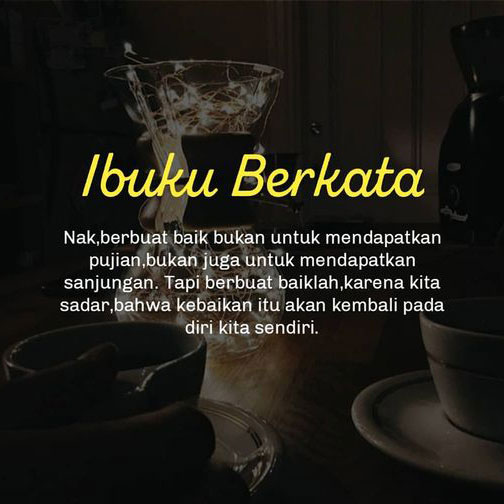 Ibuku Berkata
Nak,berbuat baik bukan untuk mendapatkan
pujian,bukan juga untuk mendapatkan
sanjungan. Tapi berbuat baiklah,karena kita
sadar,bahwa kebaikan itu akan kembali pada
diri kita sendiri.